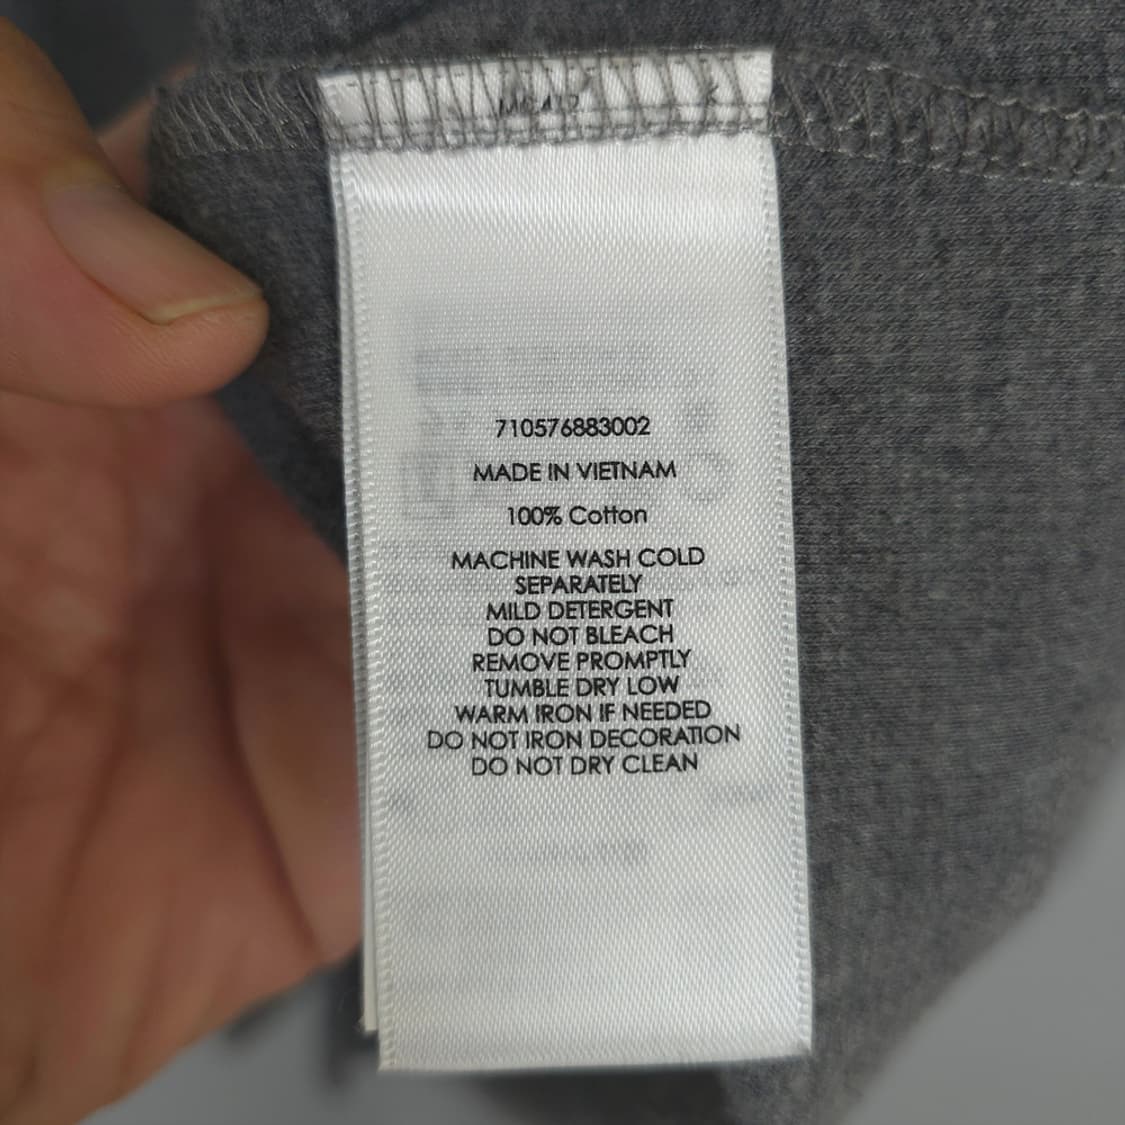 710576883002
MADE IN VIETNAM
100% Cotton
MACHINE WASH COLD
SEPARATELY
MILD DETERGENT
DO NOT BLEACH
REMOVE PROMPTLY
TUMBLE DRY LOW
WARM IRON IF NEEDED
DO NOT IRON DECORATION
DO NOT DRY CLEAN